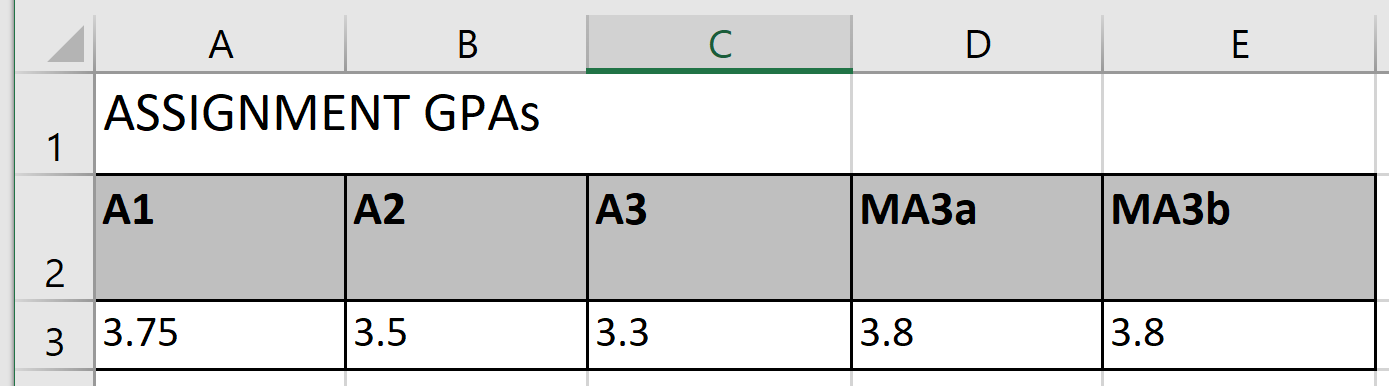 A B C D E
1 ASSIGNMENT GPAs
2 A1 A2 A3 MA3a MA3b
3 3.75 3.5 3.3 3.8 3.8